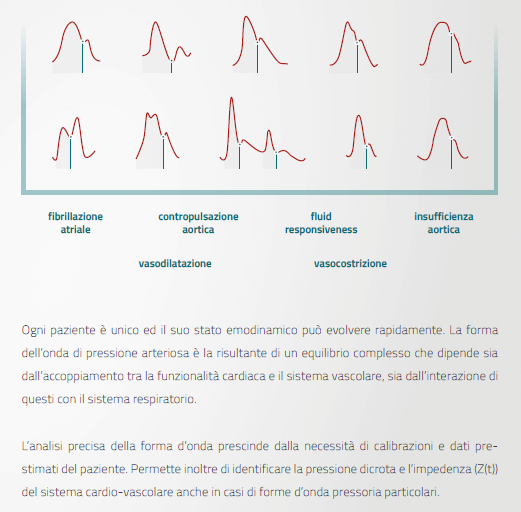 fibrillazione atriale
contropulsazione aortica
fluid responsiveness
insufficienza aortica
vasodilatazione
vasocostrizione
Ogni paziente è unico ed il suo stato emodinamico può evolvere rapidamente. La forma
dell'onda di pressione arteriosa è la risultante di un equilibrio complesso che dipende sia
dall'accoppiamento tra la funzionalità cardiaca e il sistema vascolare, sia dall'interazione di
questi con il sistema respiratorio.
L'analisi precisa della forma d'onda prescinde dalla necessità di calibrazioni e dati pre-
stimati del paziente. Permette inoltre di identificare la pressione dicrota e l'impedenza (Z(t))
del sistema cardio-vascolare anche in casi di forme d'onda pressoria particolari.